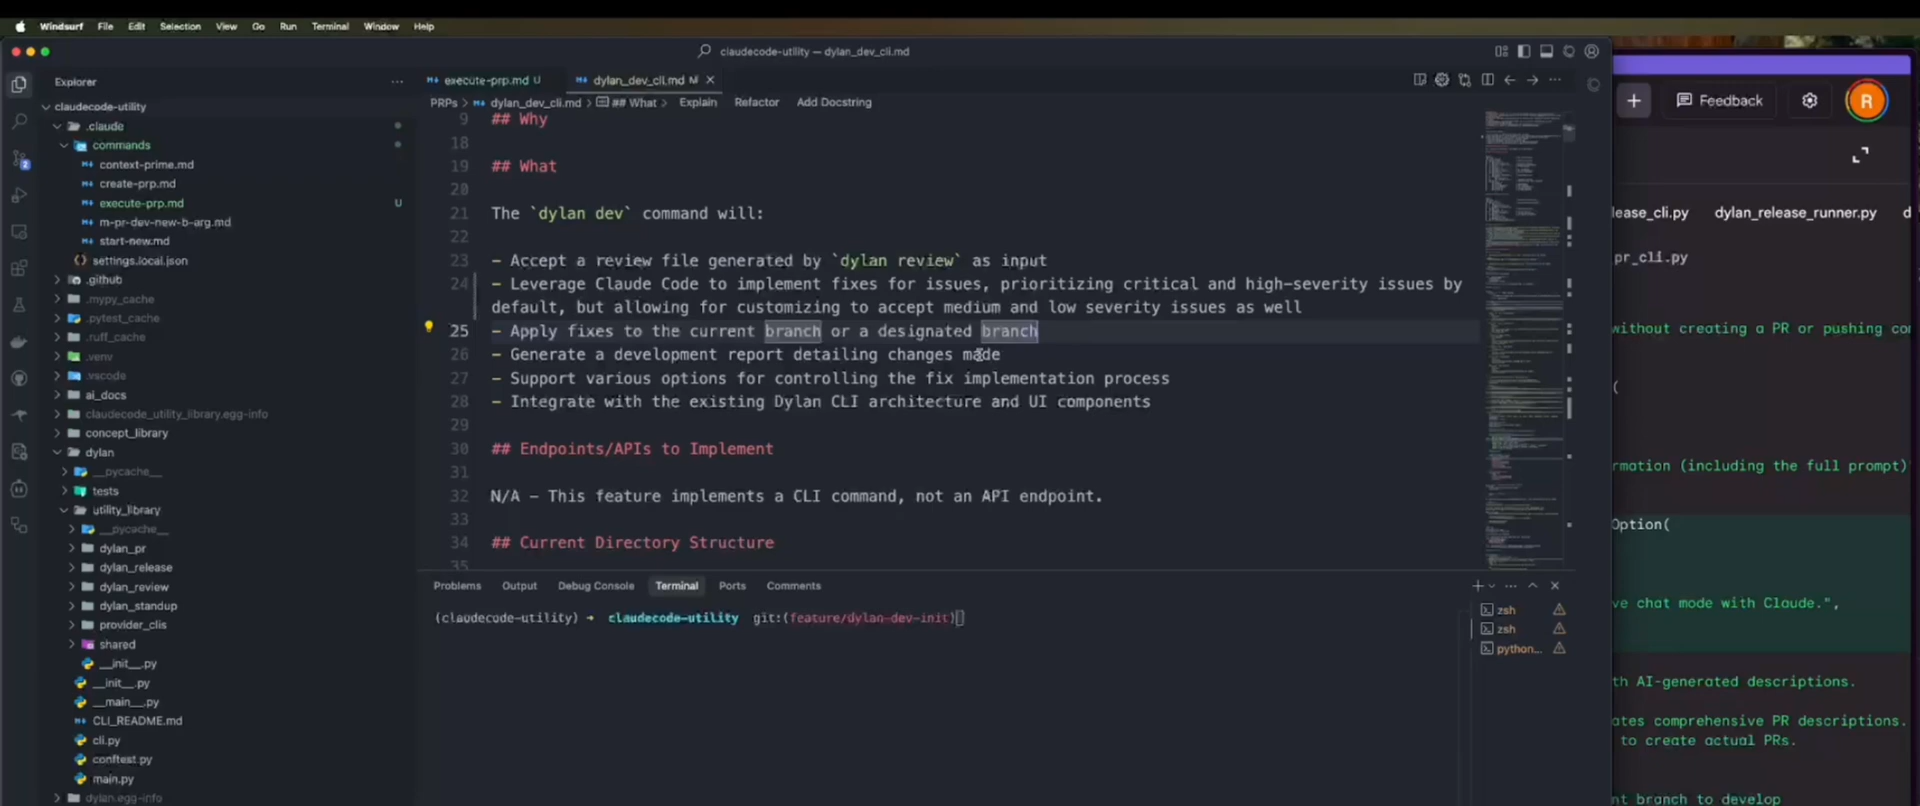 Windsurf File Edit Selection View Go Run Terminal Window Help
claudecode-utility — dylan_dev_cli.md
Explorer
claudecode-utility
.claude
commands
context-prime.md
create-prp.md
execute-prp.md U
m-pr-dev-new-b-arg.md
start-new.md
settings.local.json
.github
.mypy_cache
.pytest_cache
.ruff_cache
.venv
.vscode
ai_docs
claudecode_utility_library.egg-info
concept_library
dylan
__pycache__
tests
utility_library
__pycache__
dylan_pr
dylan_release
dylan_review
dylan_standup
provider_clis
shared
__init__.py
__init__.py
__main__.py
CLI_README.md
cli.py
conftest.py
main.py
dylan.egg-info
execute-prp.md U
dylan_dev_cli.md M
PRPs > dylan_dev_cli.md > ## What > Explain Refactor Add Docstring
9 ## Why
18
19 ## What
20
21 The `dylan dev` command will:
22
23 - Accept a review file generated by `dylan review` as input
24 - Leverage Claude Code to implement fixes for issues, prioritizing critical and high-severity issues by
default, but allowing for customizing to accept medium and low severity issues as well
25 - Apply fixes to the current branch or a designated branch
26 - Generate a development report detailing changes made
27 - Support various options for controlling the fix implementation process
28 - Integrate with the existing Dylan CLI architecture and UI components
29
30 ## Endpoints/APIs to Implement
31
32 N/A - This feature implements a CLI command, not an API endpoint.
33
34 ## Current Directory Structure
35
Problems Output Debug Console Terminal Ports Comments
(claudecode-utility) → claudecode-utility git:(feature/dylan-dev-init)
zsh
zsh
python...
Feedback
R
lease_cli.py dylan_release_runner.py d
pr_cli.py
without creating a PR or pushing co
(
rmation (including the full prompt)
Option(
ve chat mode with Claude.",
th AI-generated descriptions.
ates comprehensive PR descriptions.
to create actual PRs.
nt branch to develop